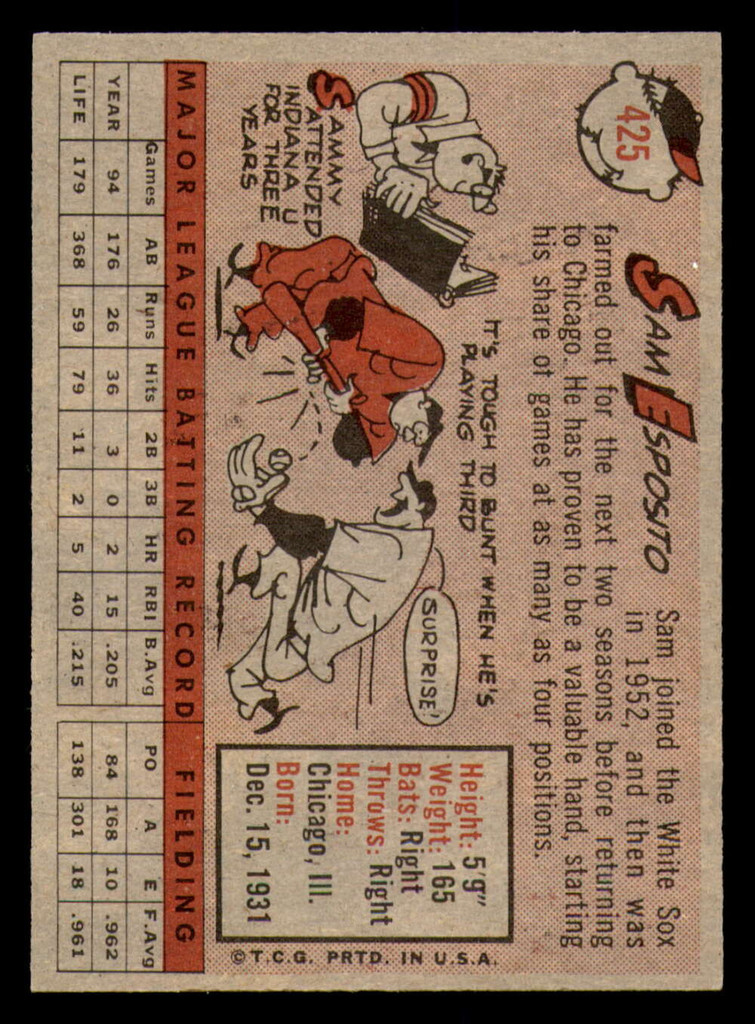 425
SAM ESPOSITO
Sam joined the White Sox
in 1952, and then was
farmed out for the next two seasons before returning
to Chicago. He has proven to be a valuable hand, starting
his share of games at as many as four positions.
SAMMY
ATTENDED
INDIANA U
FOR THREE
YEARS
IT'S TOUGH TO BUNT WHEN HE'S
PLAYING THIRD
SURPRISE!
Height: 5'9"
Weight: 165
Bats: Right
Throws: Right
Home:
Chicago, Ill.
Born:
Dec. 15, 1931
© T.C.G. PRTD. IN U.S.A.
MAJOR LEAGUE BATTING RECORD FIELDING
Games AB Runs Hits 2B 3B HR RBI B.Avg PO A E F.Avg
YEAR 94 176 26 36 3 0 2 15 .205 84 168 10 .962
LIFE 179 368 59 79 11 2 5 40 .215 138 301 18 .961